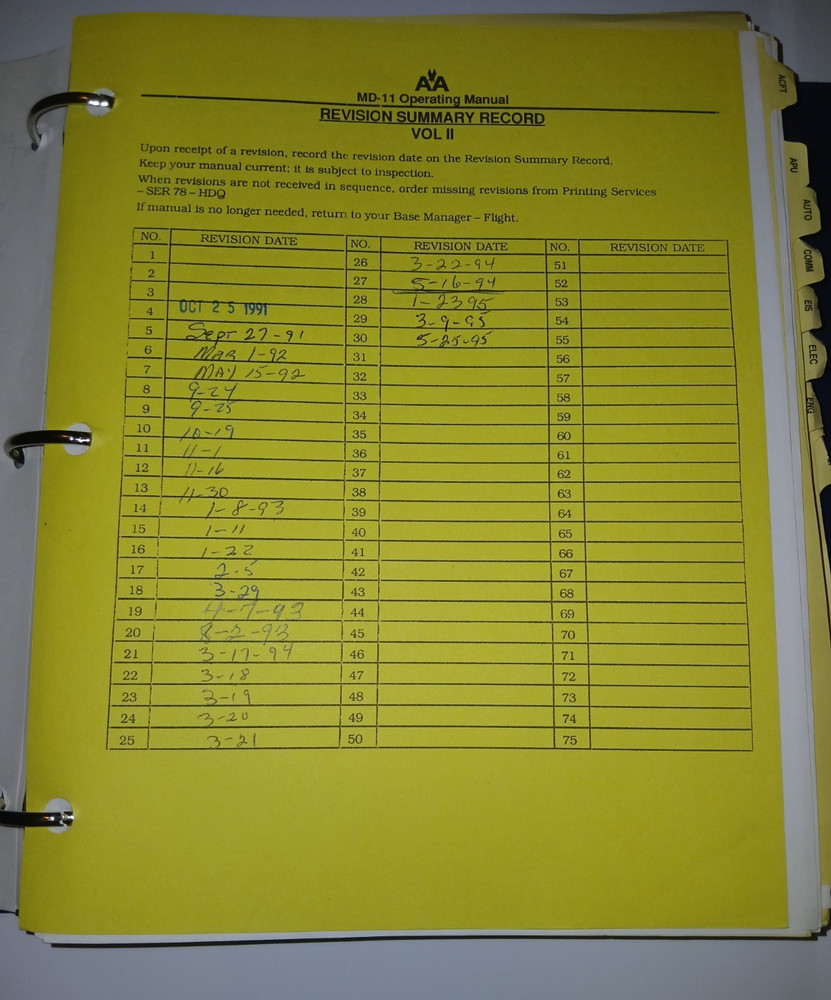 AA
MD-11 Operating Manual
REVISION SUMMARY RECORD
VOL II
Upon receipt of a revision, record the revision date on the Revision Summary Record,
Keep your manual current; it is subject to inspection.
When revisions are not received in sequence, order missing revisions from Printing Services
– SER 78 – HDQ
If manual is no longer needed, return to your Base Manager – Flight.
NO. REVISION DATE NO. REVISION DATE NO. REVISION DATE
1 26 3-22-94 51
2 27 5-16-94 52
3 28 1-2395 53
4 OCT 25 1991 29 3-9-95 54
5 Sept 27-91 30 5-25-95 55
6 MAR 1-92 31 56
7 MAY 15-92 32 57
8 9-24 33 58
9 9-25 34 59
10 10-19 35 60
11 11-1 36 61
12 11-16 37 62
13 11-30 38 63
14 1-8-93 39 64
15 1-11 40 65
16 1-22 41 66
17 2-5 42 67
18 3-29 43 68
19 4-7-93 44 69
20 8-2-93 45 70
21 3-17-94 46 71
22 3-18 47 72
23 3-19 48 73
24 3-20 49 74
25 3-21 50 75
ACFT
APU
AUTO
COMM
EIS
ELEC
ENG